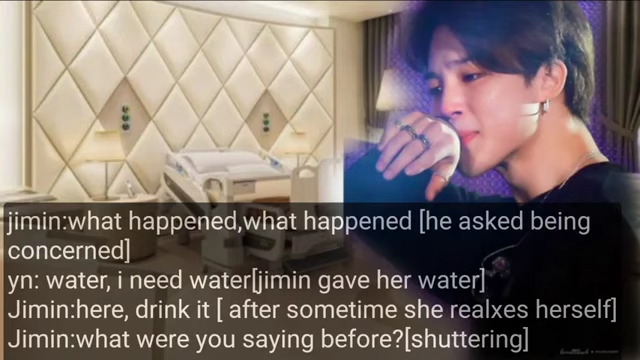 jimin:what happened,what happened [he asked being
concerned]
yn: water, i need water[jimin gave her water]
Jimin:here, drink it [ after sometime she realxes herself]
Jimin:what were you saying before?[shuttering]